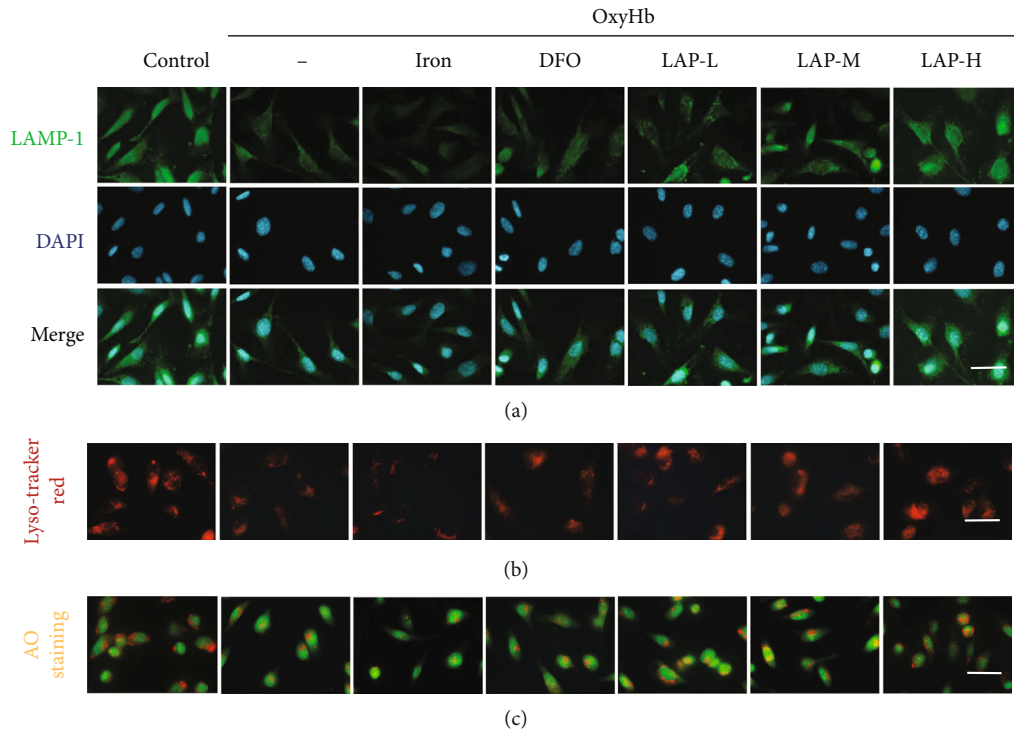 OxyHb
Control – Iron DFO LAP-L LAP-M LAP-H
LAMP-1
DAPI
Merge
(a)
Lyso-tracker
red
(b)
AO
staining
(c)